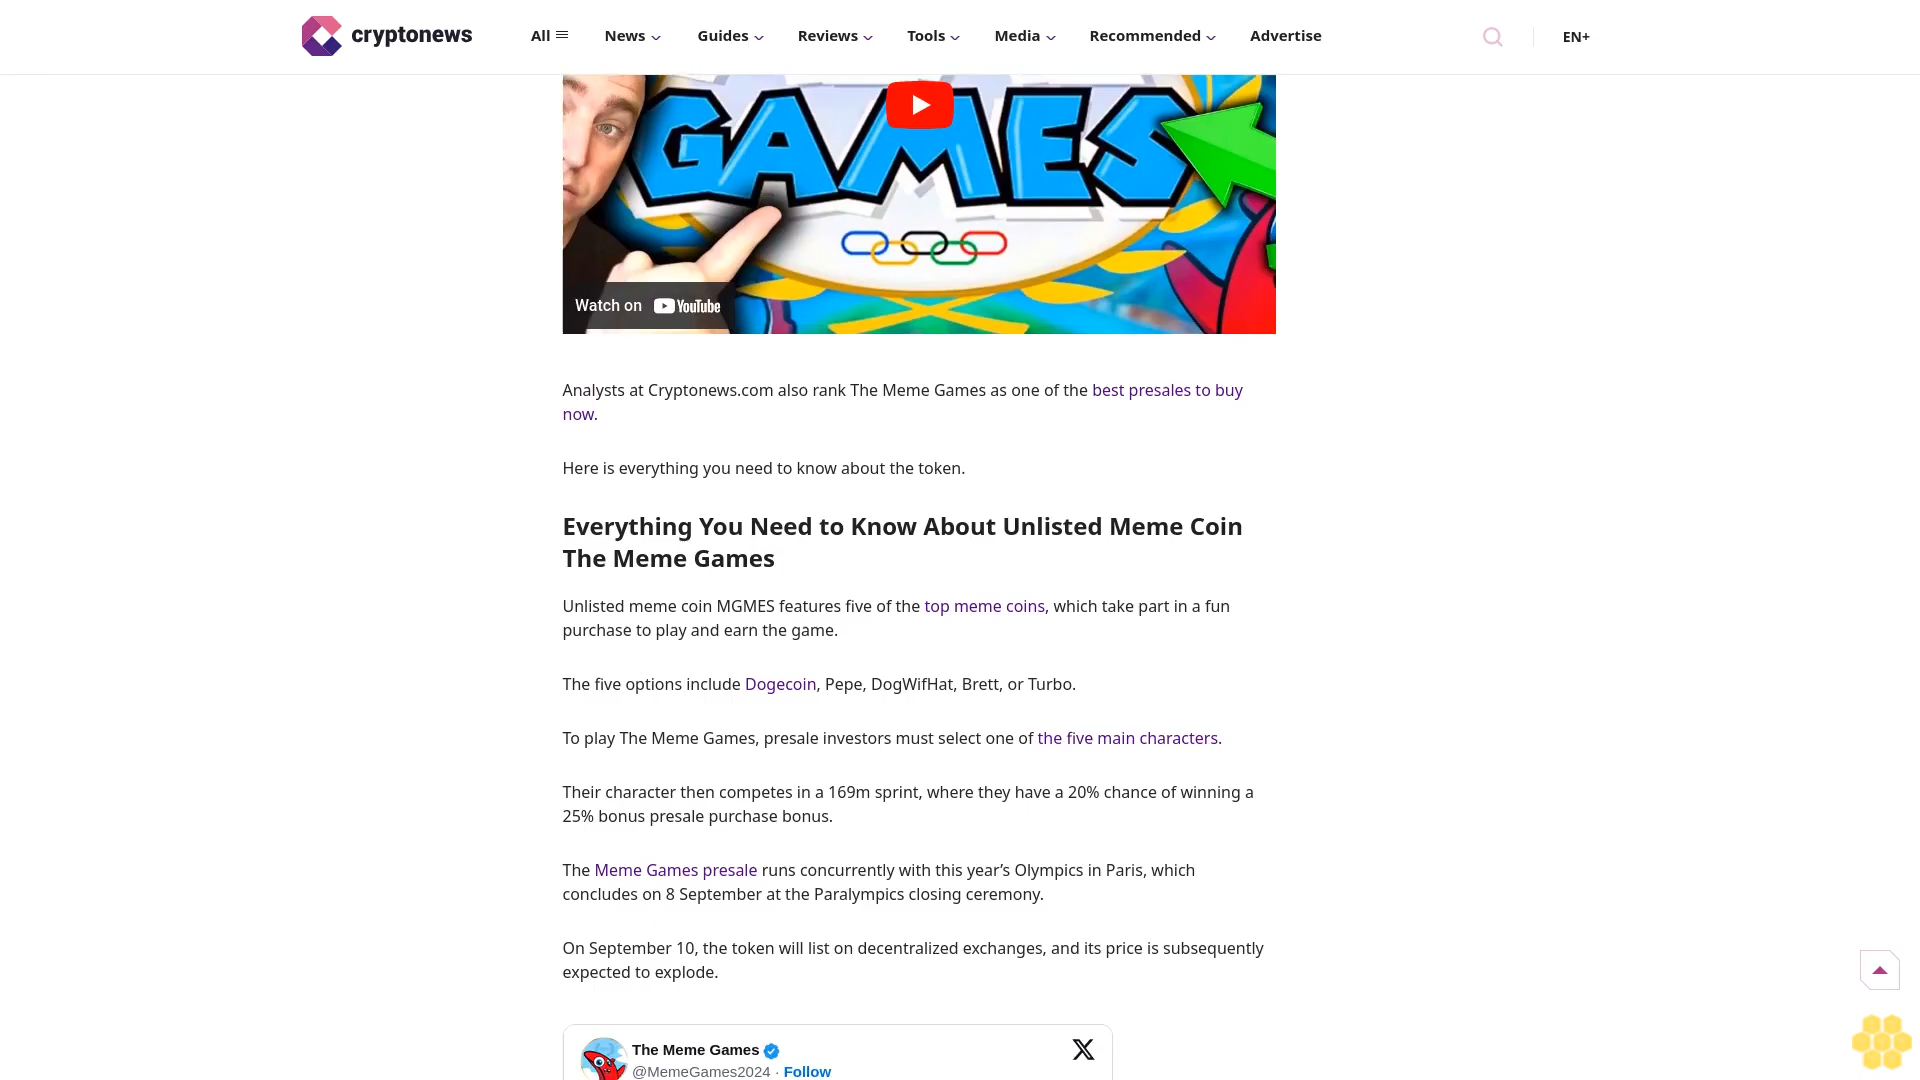 cryptonews
All News Guides Reviews Tools Media Recommended Advertise EN+
GAMES
Watch on YouTube
Analysts at Cryptonews.com also rank The Meme Games as one of the best presales to buy
now.
Here is everything you need to know about the token.
Everything You Need to Know About Unlisted Meme Coin
The Meme Games
Unlisted meme coin MGMES features five of the top meme coins, which take part in a fun
purchase to play and earn the game.
The five options include Dogecoin, Pepe, DogWifHat, Brett, or Turbo.
To play The Meme Games, presale investors must select one of the five main characters.
Their character then competes in a 169m sprint, where they have a 20% chance of winning a
25% bonus presale purchase bonus.
The Meme Games presale runs concurrently with this year’s Olympics in Paris, which
concludes on 8 September at the Paralympics closing ceremony.
On September 10, the token will list on decentralized exchanges, and its price is subsequently
expected to explode.
The Meme Games
@MemeGames2024 · Follow